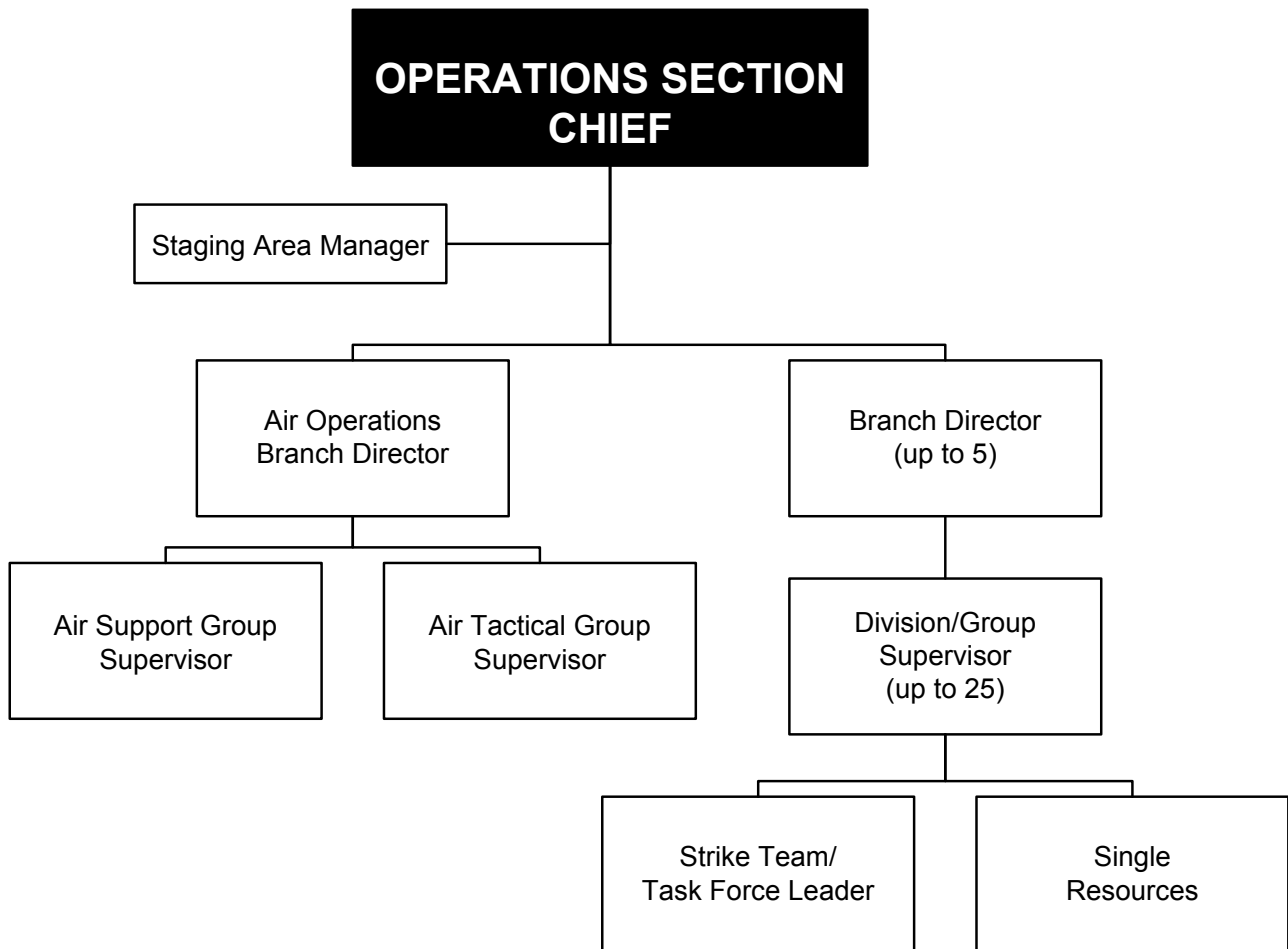 OPERATIONS SECTION
CHIEF
Staging Area Manager
Air Operations
Branch Director
Branch Director
(up to 5)
Air Support Group
Supervisor
Air Tactical Group
Supervisor
Division/Group
Supervisor
(up to 25)
Strike Team/
Task Force Leader
Single
Resources